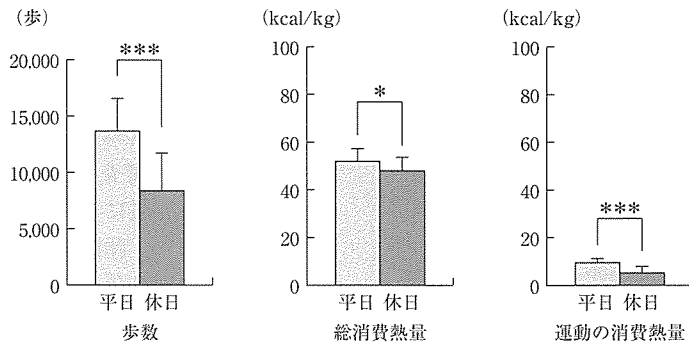 (歩)
20,000
15,000
10,000
5,000
0
***
平日 休日
歩数
(kcal/kg)
100
80
60
40
20
0
*
平日 休日
総消費熱量
(kcal/kg)
100
80
60
40
20
0
***
平日 休日
運動の消費熱量